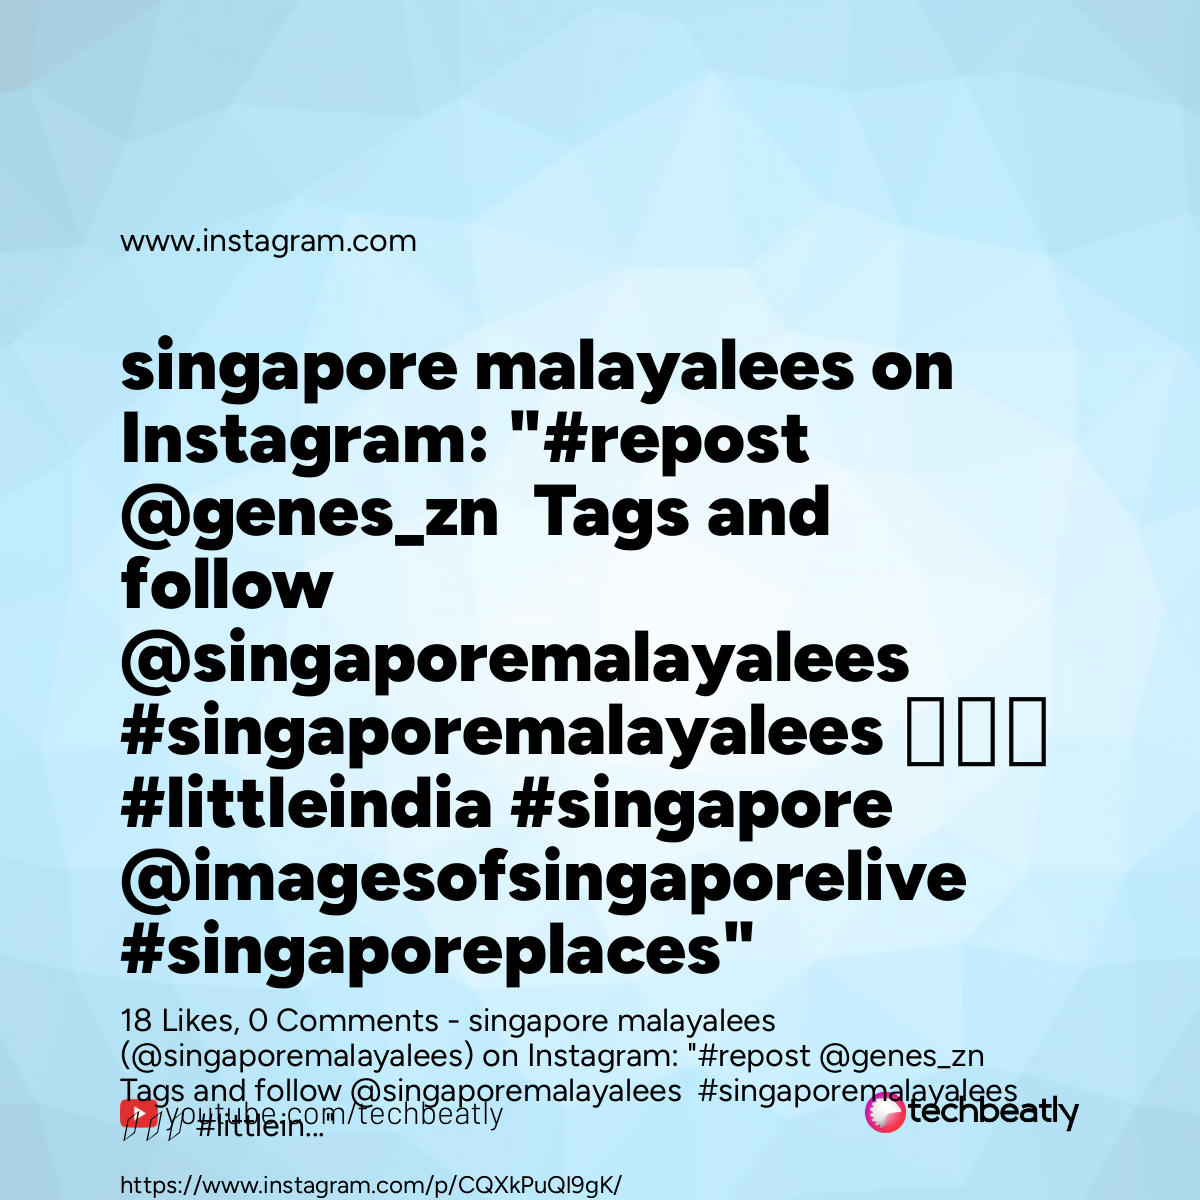 www.instagram.com
singapore malayalees on
Instagram: "#repost
@genes_zn  Tags and
follow
@singaporemalayalees
#singaporemalayalees
#littleindia #singapore
@imagesofsingaporelive
#singaporeplaces"
18 Likes, 0 Comments - singapore malayalees
(@singaporemalayalees) on Instagram: "#repost @genes_zn
Tags and follow @singaporemalayalees  #singaporemalayalees
#littlein..."
youtube.com/techbeatly
techbeatly
https://www.instagram.com/p/CQXkPuQl9gK/